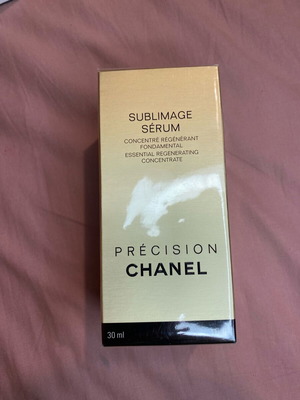 SUBLIMAGE
SÉRUM
CONCENTRÉ RÉGÉNÉRANT
FONDAMENTAL
ESSENTIAL REGENERATING
CONCENTRATE
PRÉCISION
CHANEL
30 ml